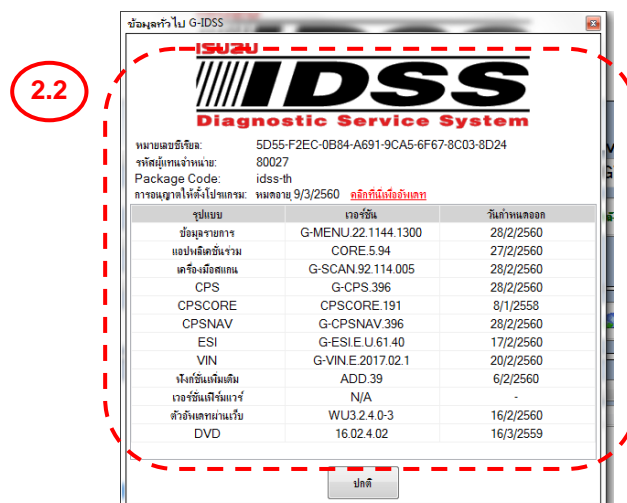 ข้อมูลทั่วไป G-IDSS
2.2
ISUZU
IDSS
Diagnostic Service System
หมายเลขซีเรียล: 5D55-F2EC-0B84-A691-9CA5-6F67-8C03-8D24
รหัสผู้แทนจำหน่าย: 80027
Package Code: idss-th
การอนุญาตให้ตั้งโปรแกรม: หมดอายุ 9/3/2560 คลิกที่นี่เพื่ออัพเดท
รูปแบบ เวอร์ชัน วันกำหนดออก
ข้อมูลรายการ G-MENU.22.1144.1300 28/2/2560
แอปพลิเคชันร่วม CORE.5.94 27/2/2560
เครื่องมือสแกน G-SCAN.92.114.005 28/2/2560
CPS G-CPS.396 28/2/2560
CPSCORE CPSCORE.191 8/1/2558
CPSNAV G-CPSNAV.396 28/2/2560
ESI G-ESI.E.U.61.40 17/2/2560
VIN G-VIN.E.2017.02.1 20/2/2560
ฟังก์ชั่นเพิ่มเติม ADD.39 6/2/2560
เวอร์ชั่นเฟิร์มแวร์ N/A -
ตัวอัพเดทผ่านเว็บ WU3.2.4.0-3 16/2/2560
DVD 16.02.4.02 16/3/2559
ปกติ